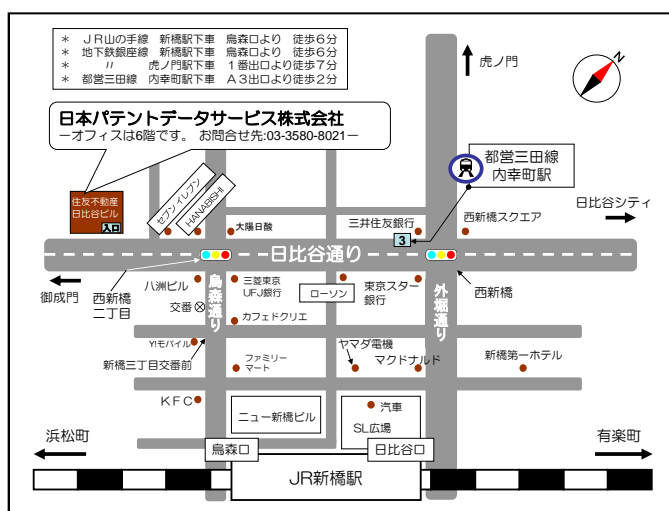 * ＪＲ山の手線 新橋駅下車 烏森口より 徒歩６分
* 地下鉄銀座線 新橋駅下車 烏森口より 徒歩６分
* 〃 虎ノ門駅下車 １番出口より徒歩７分
* 都営三田線 内幸町駅下車 Ａ３出口より徒歩２分
虎ノ門
N
日本パテントデータサービス株式会社
－オフィスは6階です。 お問合せ先:03-3580-8021－
都営三田線
内幸町駅
住友不動産
日比谷ビル
入口
セブンイレブン
HANABISHI
大陽日酸
三井住友銀行
3
西新橋スクエア
日比谷シティ
日比谷通り
御成門
西新橋
二丁目
八洲ビル
交番
烏森通り
三菱東京
UFJ銀行
カフェドクリエ
ローソン
東京スター
銀行
外堀通り
西新橋
Y!モバイル
新橋三丁目交番前
ファミリー
マート
ヤマダ電機
マクドナルド
新橋第一ホテル
ＫＦＣ
ニュー新橋ビル
汽車
SL広場
浜松町
烏森口
日比谷口
有楽町
JR新橋駅